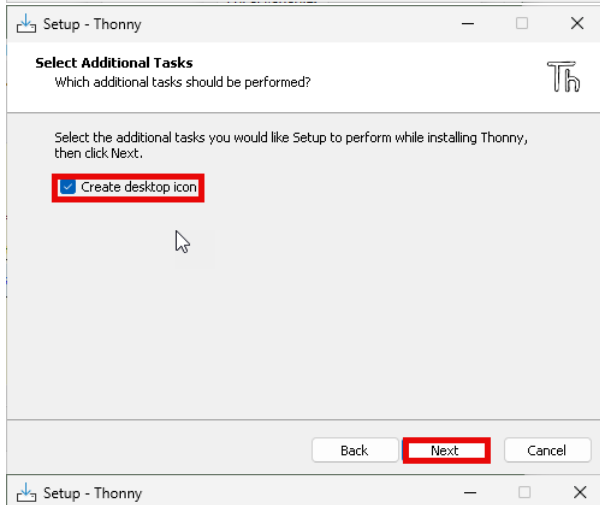 Setup - Thonny
Select Additional Tasks
Which additional tasks should be performed?
Th
Select the additional tasks you would like Setup to perform while installing Thonny,
then click Next.
Create desktop icon
Back Next Cancel
Setup - Thonny